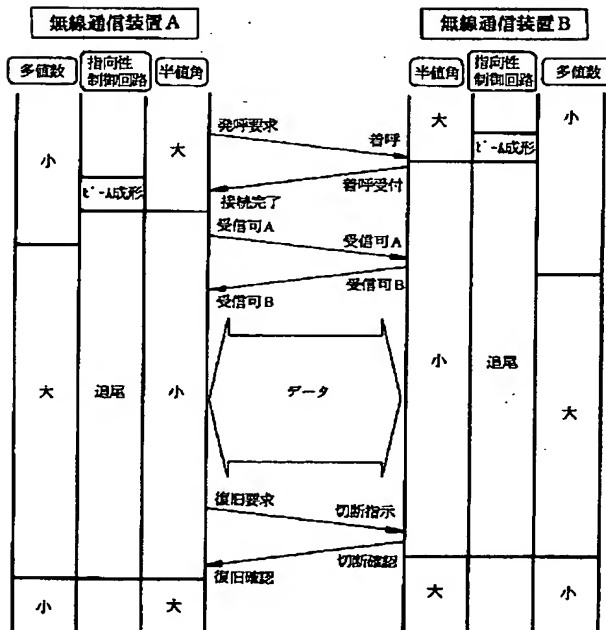 無線通信装置A
無線通信装置B
多値数
指向性
制御回路
半値角
半値角
指向性
制御回路
多値数
小
大
大
小
発呼要求
着呼
ビーム成形
ビーム成形
着呼受付
接続完了
受信可A
受信可A
受信可B
受信可B
大
追尾
小
データ
小
追尾
大
復旧要求
切断指示
切断確認
復旧確認
小
大
大
小